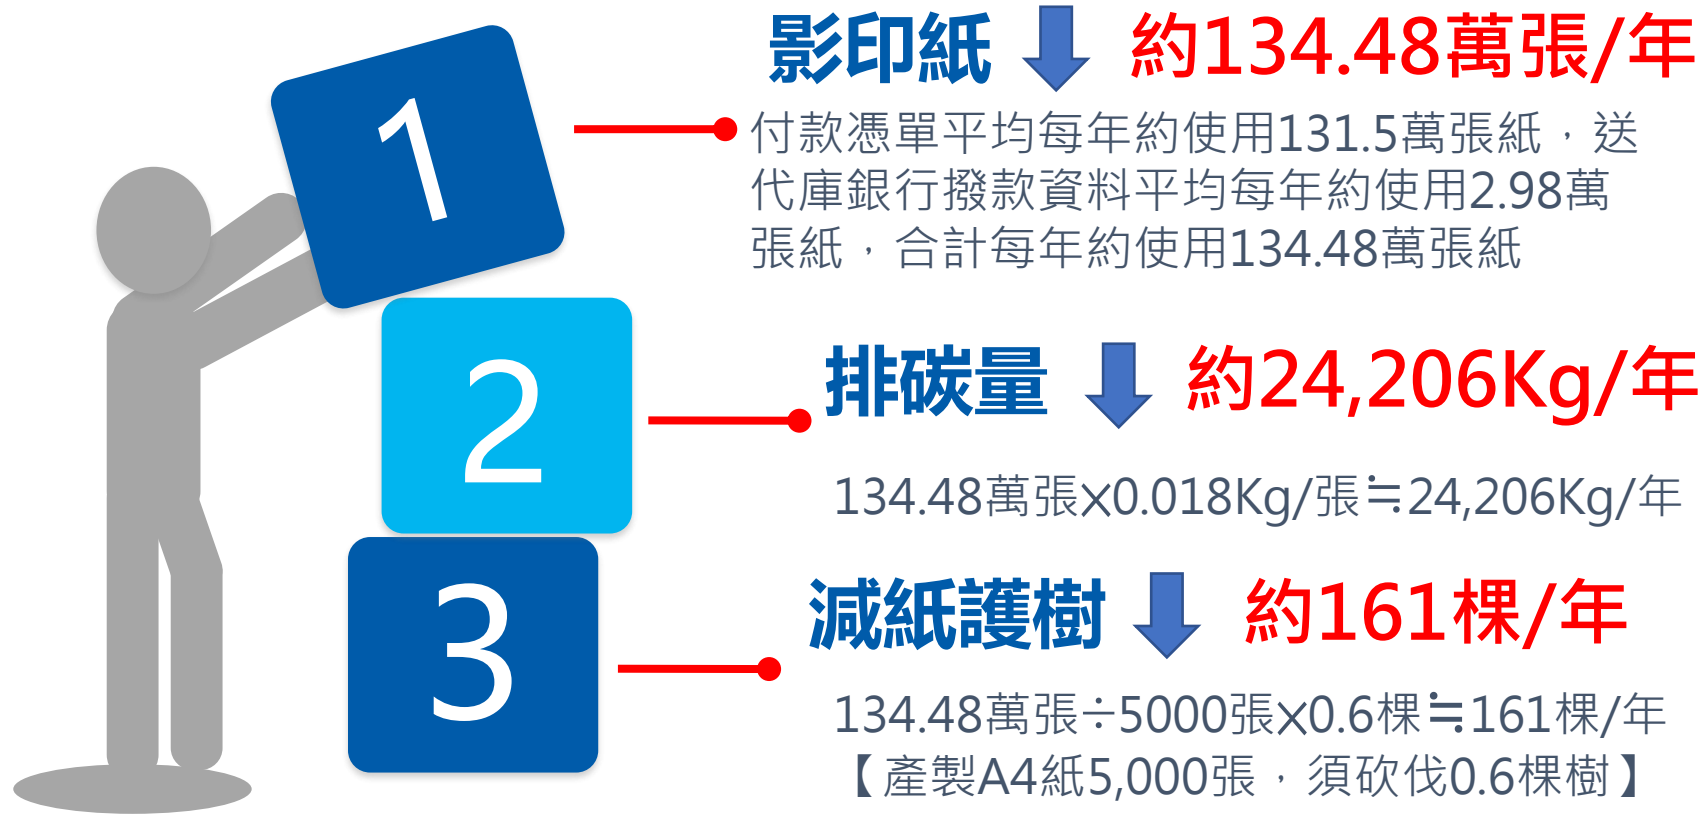 1
影印紙 約134.48萬張/年
付款憑單平均每年約使用131.5萬張紙，送
代庫銀行撥款資料平均每年約使用2.98萬
張紙，合計每年約使用134.48萬張紙
2
排碳量 約24,206Kg/年
134.48萬張×0.018Kg/張≒24,206Kg/年
3
減紙護樹 約161棵/年
134.48萬張÷5000張×0.6棵≒161棵/年
【產製A4紙5,000張，須砍伐0.6棵樹】